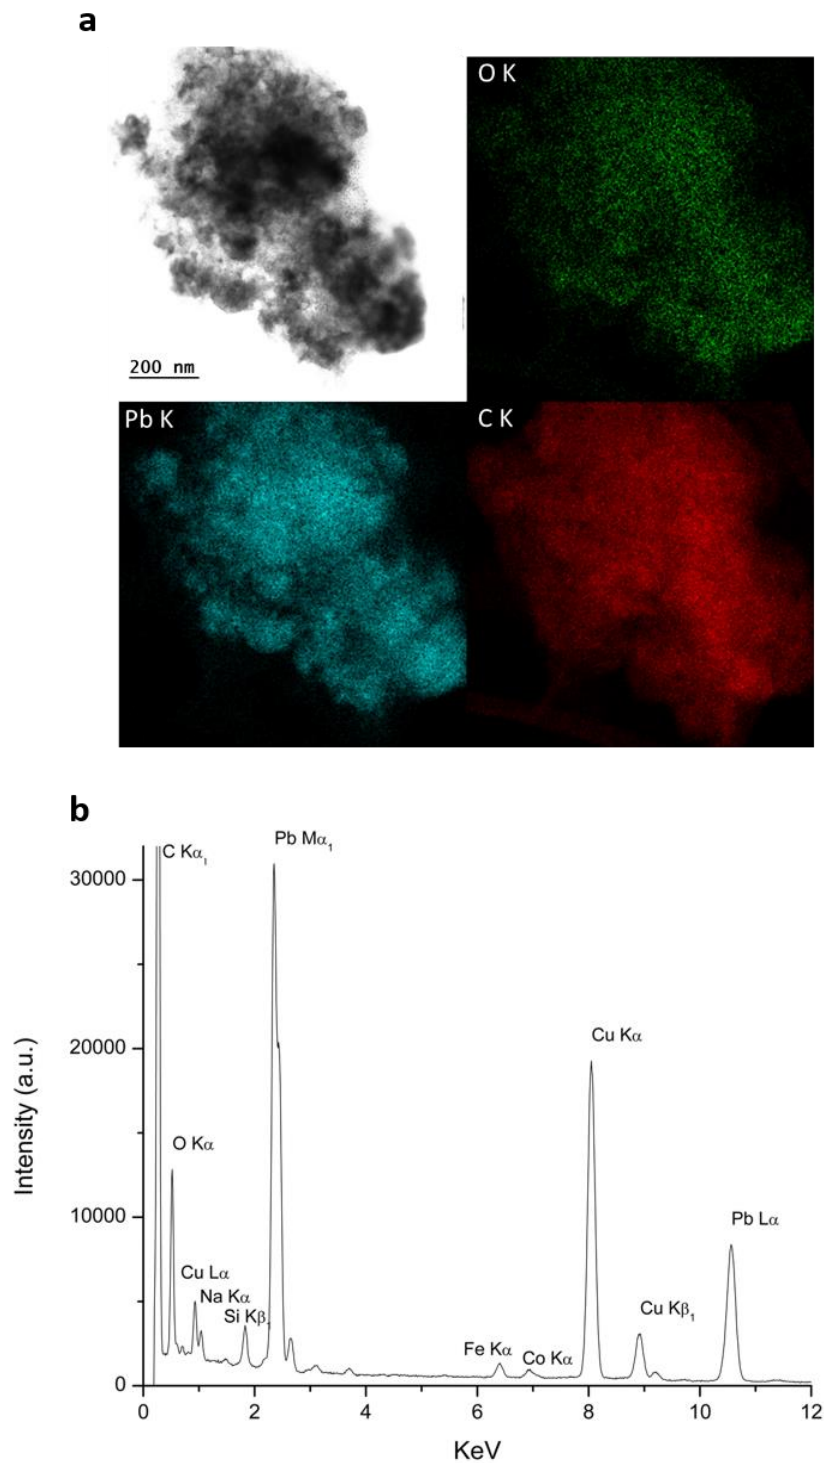 a
O K
200 nm
Pb K
C K
b
Pb Mα₁
C Kα₁
30000
Cu Kα
20000
O Kα
Intensity (a.u.)
10000
Pb Lα
Cu Lα
Na Kα
Si Kβ₁
Cu Kβ₁
Fe Kα
Co Kα
0
0 2 4 6 8 10 12
KeV